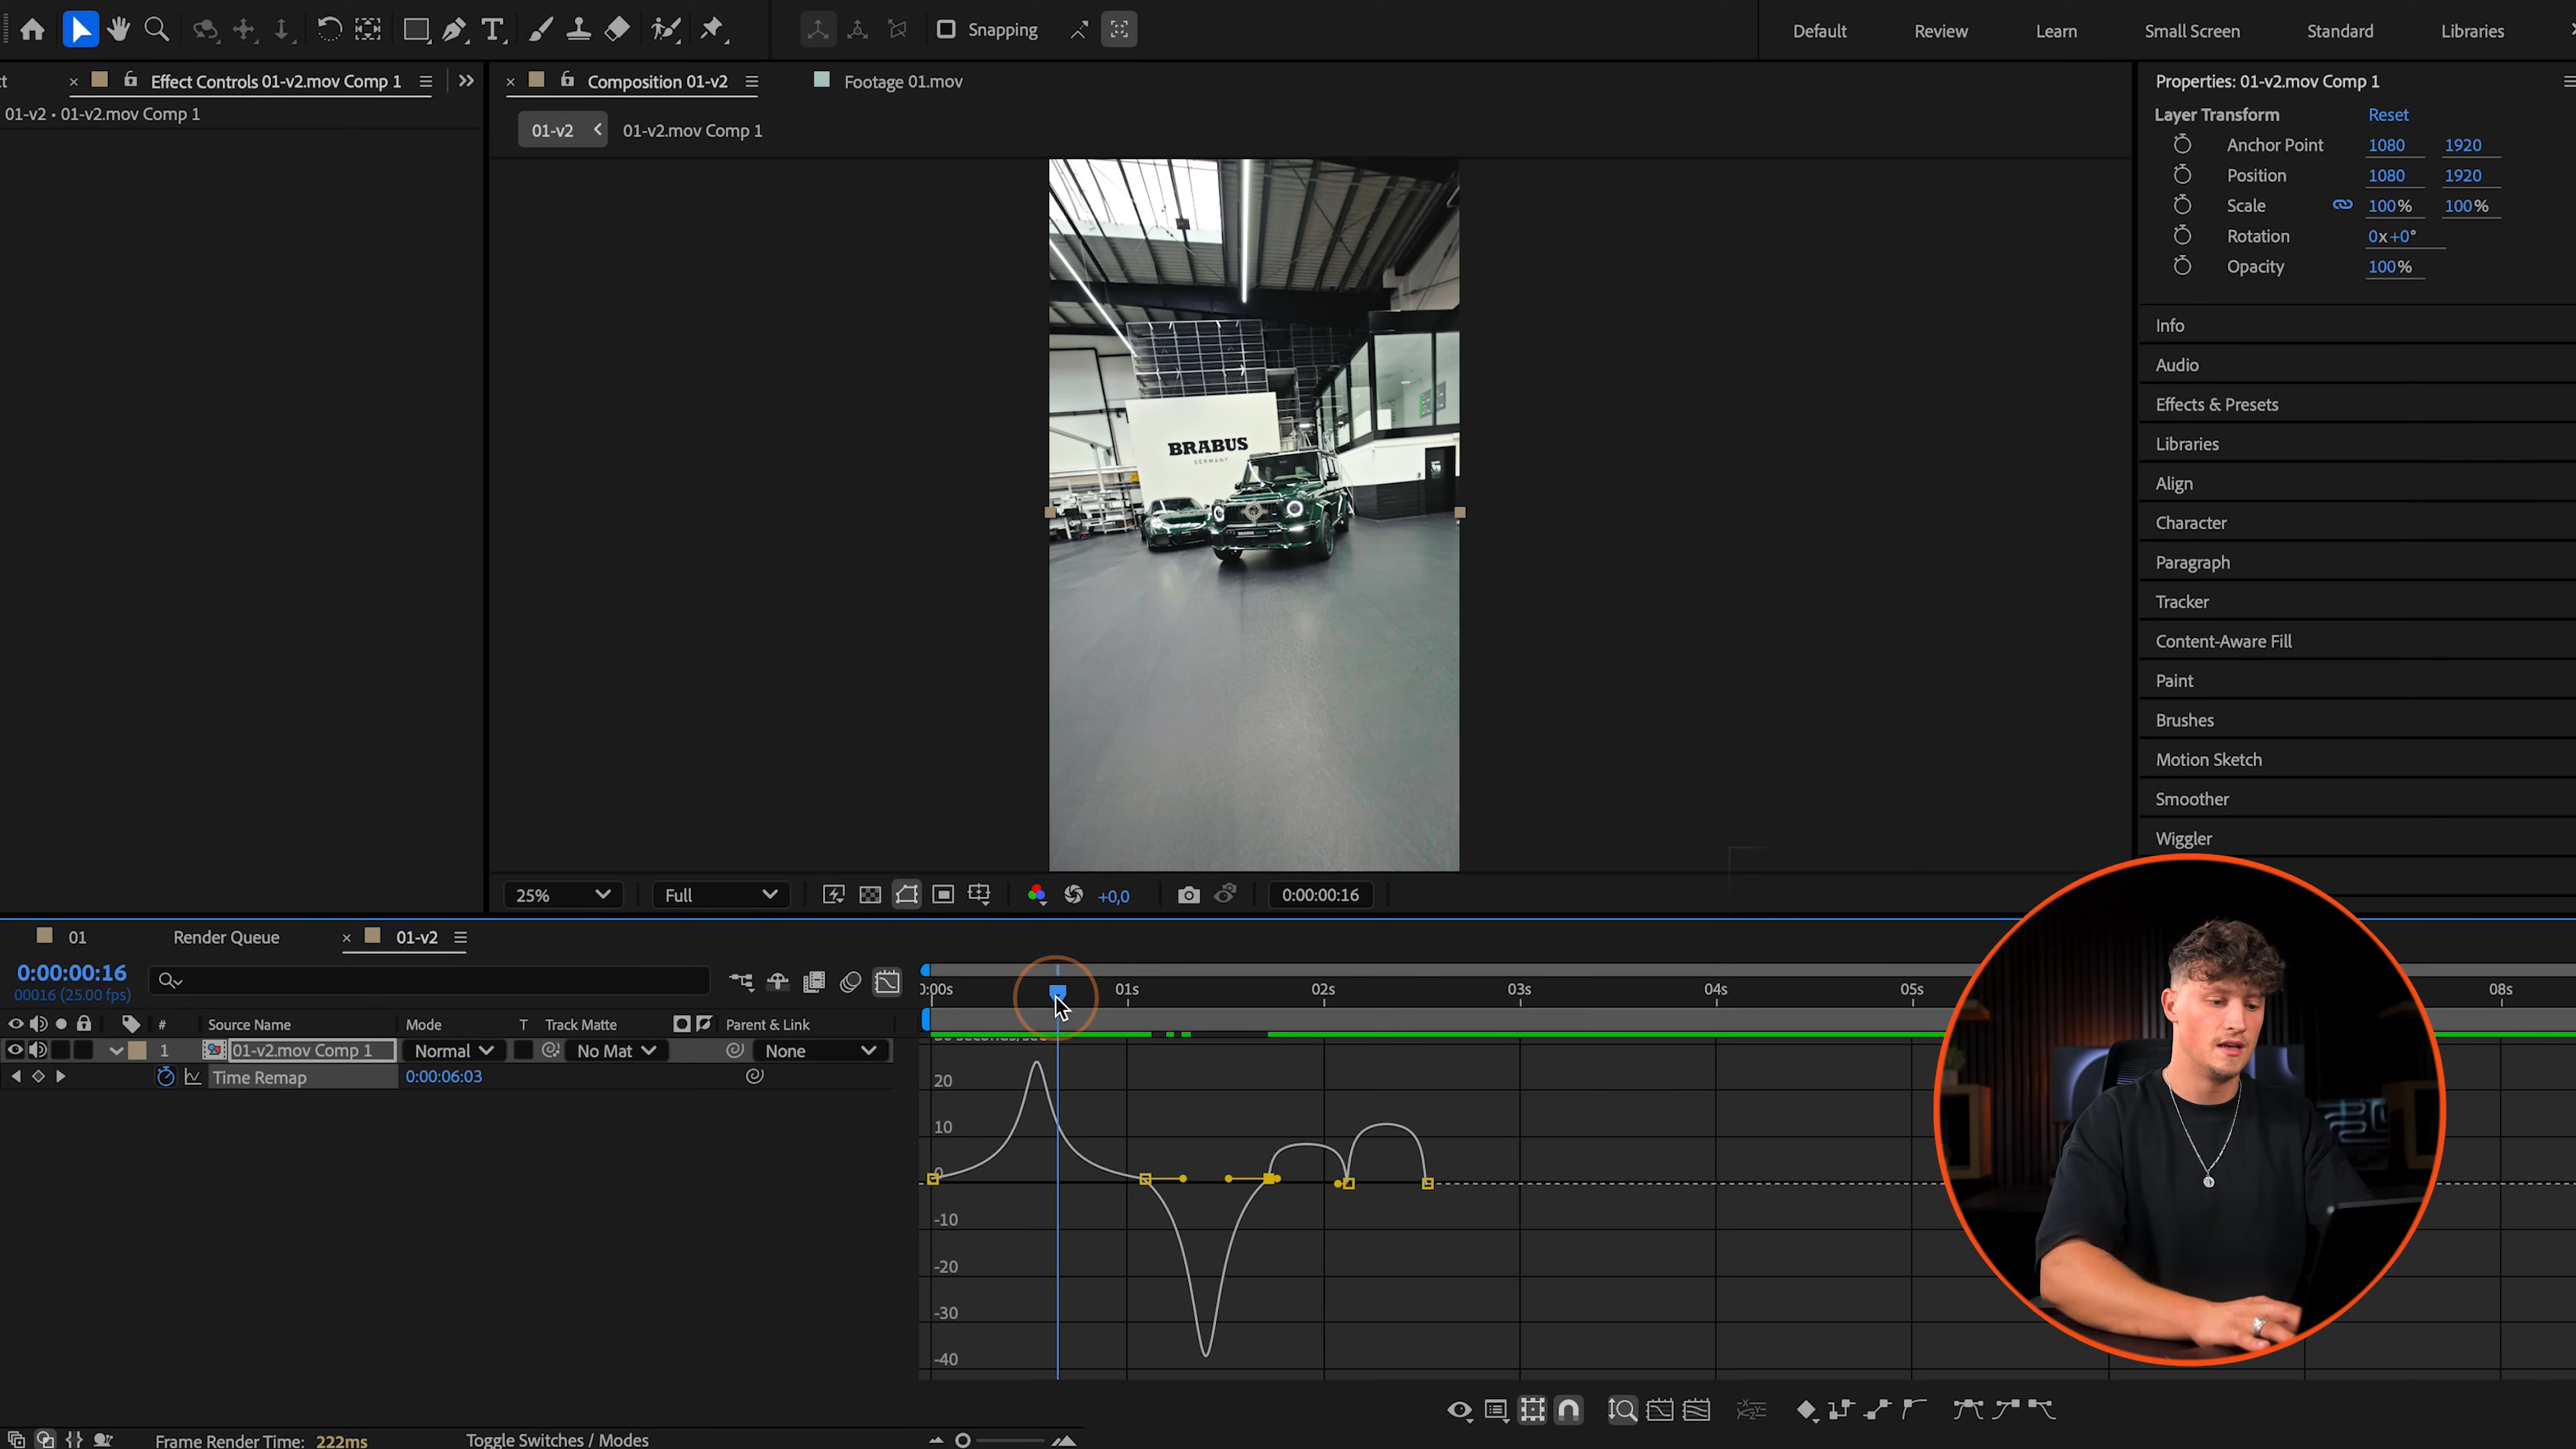 Snapping
Default Review Learn Small Screen Standard Libraries
Effect Controls 01-v2.mov Comp 1
Composition 01-v2
Footage 01.mov
Properties: 01-v2.mov Comp 1
01-v2 • 01-v2.mov Comp 1
01-v2 01-v2.mov Comp 1
Layer Transform Reset
Anchor Point 1080 1920
Position 1080 1920
Scale 100% 100%
Rotation 0x+0°
Opacity 100%
Info
Audio
Effects & Presets
Libraries
Align
Character
Paragraph
Tracker
Content-Aware Fill
Paint
Brushes
Motion Sketch
Smoother
Wiggler
BRABUS
GERMANY
BRABUS
25% Full +0,0 0:00:00:16
01 Render Queue 01-v2
0:00:00:16
00016 (25.00 fps)
# Source Name Mode T Track Matte Parent & Link
1 01-v2.mov Comp 1 Normal No Mat None
Time Remap 0:00:06:03
0:00s 01s 02s 03s 04s 05s 08s
20
10
0
-10
-20
-30
-40
Frame Render Time: 222ms Toggle Switches / Modes